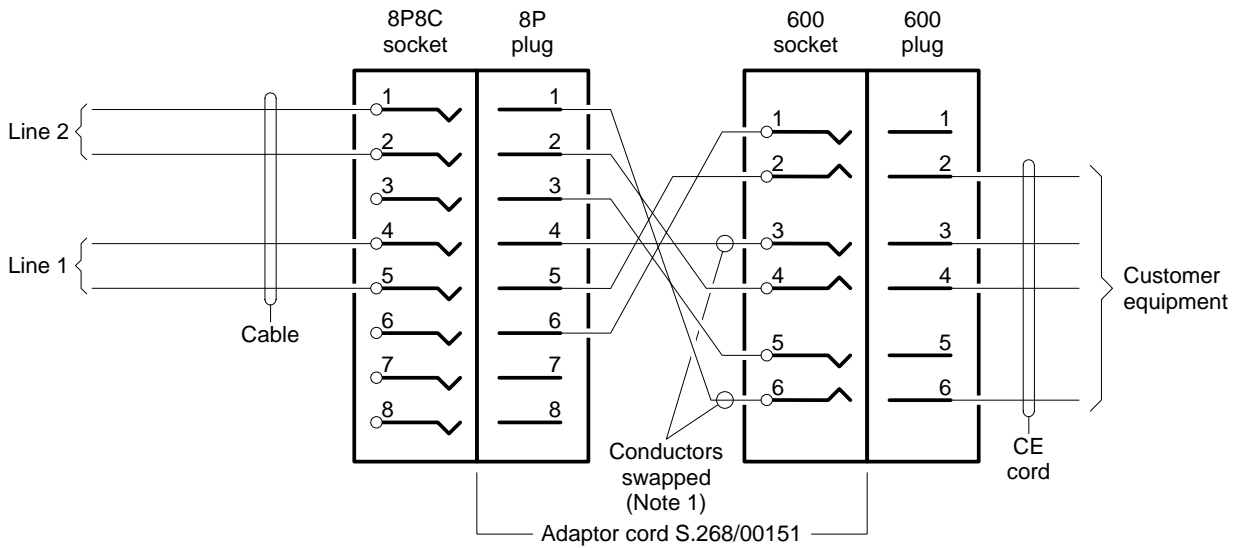 8P8C
socket
8P
plug
600
socket
600
plug
Line 2
Line 1
Cable
1
2
3
4
5
6
7
8
1
2
3
4
5
6
7
8
1
2
3
4
5
6
1
2
3
4
5
6
Customer
equipment
CE
cord
Conductors
swapped
(Note 1)
Adaptor cord S.268/00151